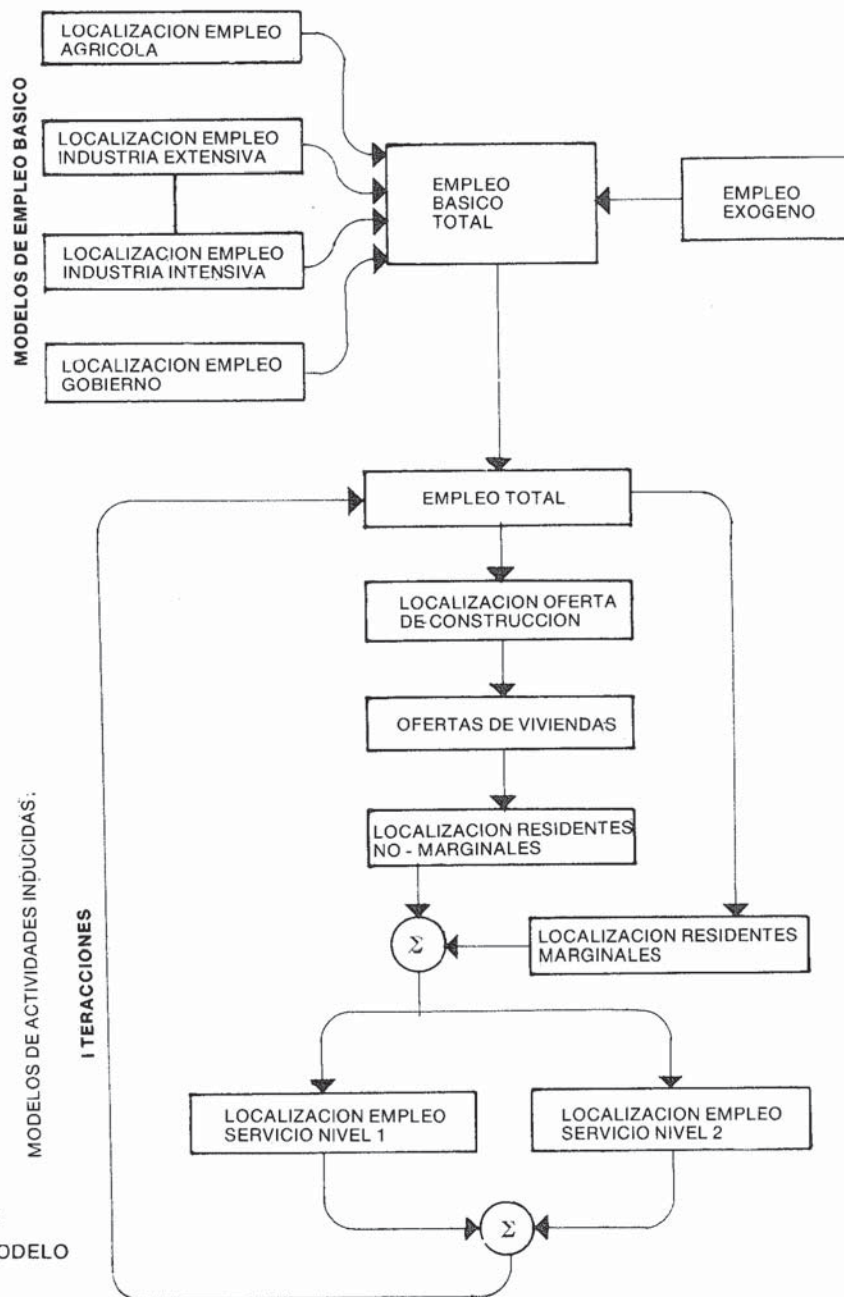 MODELOS DE EMPLEO BASICO
LOCALIZACION EMPLEO
AGRICOLA
LOCALIZACION EMPLEO
INDUSTRIA EXTENSIVA
LOCALIZACION EMPLEO
INDUSTRIA INTENSIVA
LOCALIZACION EMPLEO
GOBIERNO
EMPLEO
BASICO
TOTAL
EMPLEO
EXOGENO
EMPLEO TOTAL
LOCALIZACION OFERTA
DE CONSTRUCCION
OFERTAS DE VIVIENDAS
LOCALIZACION RESIDENTES
NO - MARGINALES
Σ
LOCALIZACION RESIDENTES
MARGINALES
MODELOS DE ACTIVIDADES INDUCIDAS:
I TERACCIONES
LOCALIZACION EMPLEO
SERVICIO NIVEL 1
LOCALIZACION EMPLEO
SERVICIO NIVEL 2
Σ
ODELO